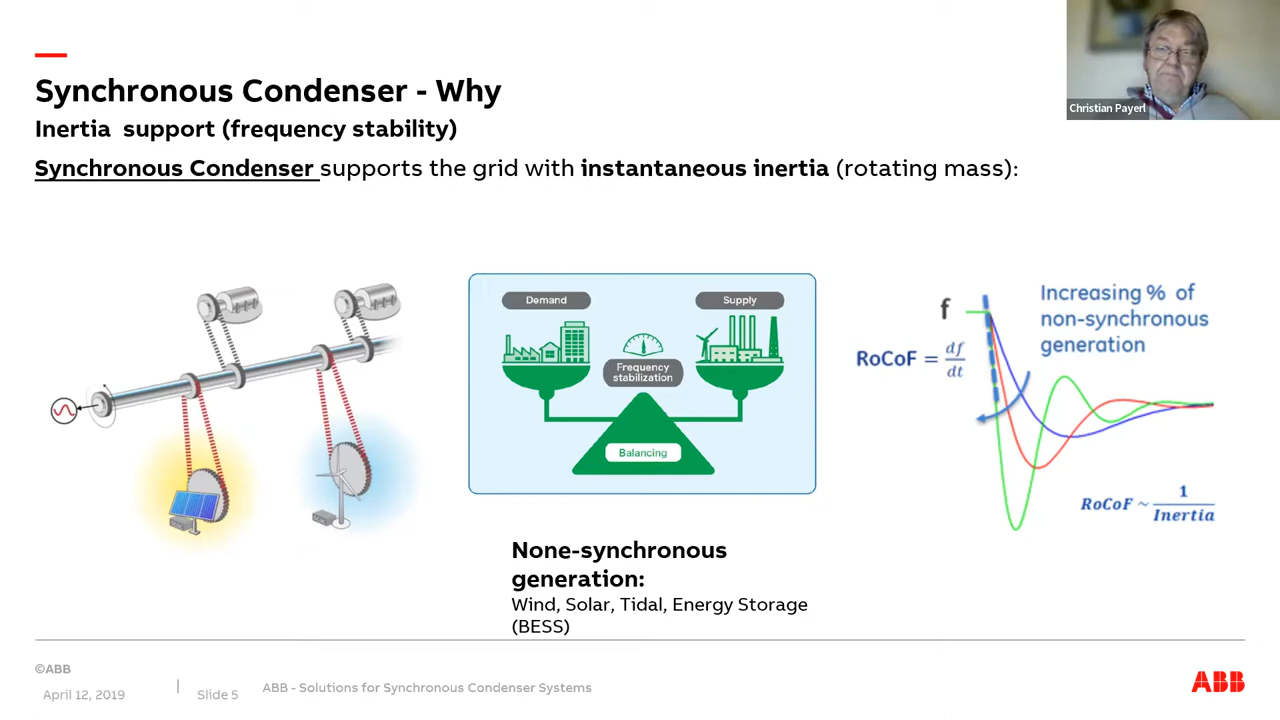 Synchronous Condenser - Why
Inertia support (frequency stability)
Synchronous Condenser supports the grid with instantaneous inertia (rotating mass):
Christian Payerl
Demand
Supply
Frequency
stabilization
Balancing
None-synchronous
generation:
Wind, Solar, Tidal, Energy Storage
(BESS)
f
Increasing % of
non-synchronous
generation
RoCoF = df/dt
RoCoF ~ 1/Inertia
©ABB
April 12, 2019
Slide 5
ABB - Solutions for Synchronous Condenser Systems
ABB